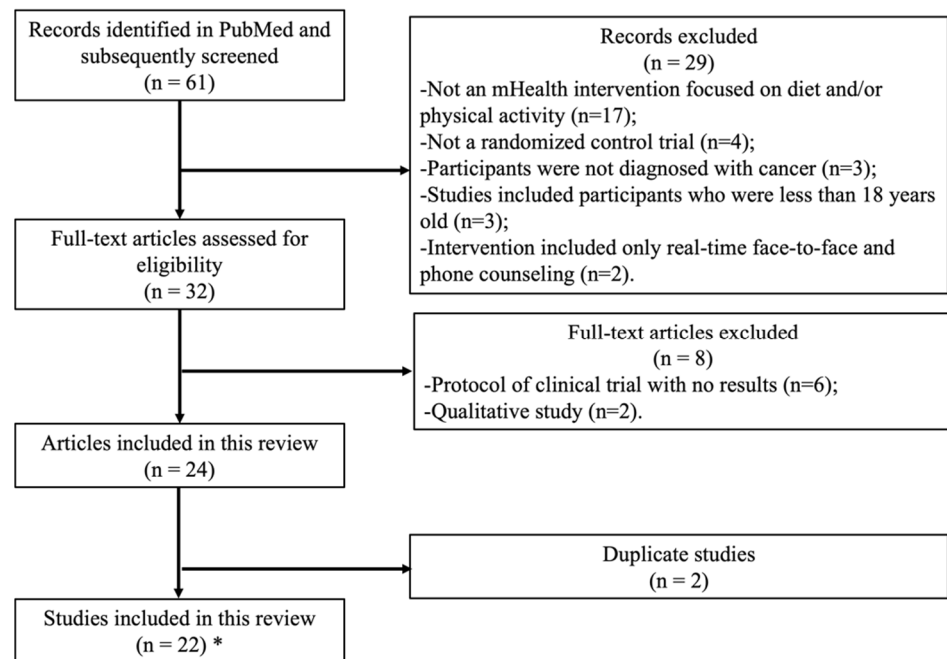 Records identified in PubMed and
subsequently screened
(n = 61)
Records excluded
(n = 29)
-Not an mHealth intervention focused on diet and/or
physical activity (n=17);
-Not a randomized control trial (n=4);
-Participants were not diagnosed with cancer (n=3);
-Studies included participants who were less than 18 years
old (n=3);
-Intervention included only real-time face-to-face and
phone counseling (n=2).
Full-text articles assessed for
eligibility
(n = 32)
Full-text articles excluded
(n = 8)
-Protocol of clinical trial with no results (n=6);
-Qualitative study (n=2).
Articles included in this review
(n = 24)
Duplicate studies
(n = 2)
Studies included in this review
(n = 22) *